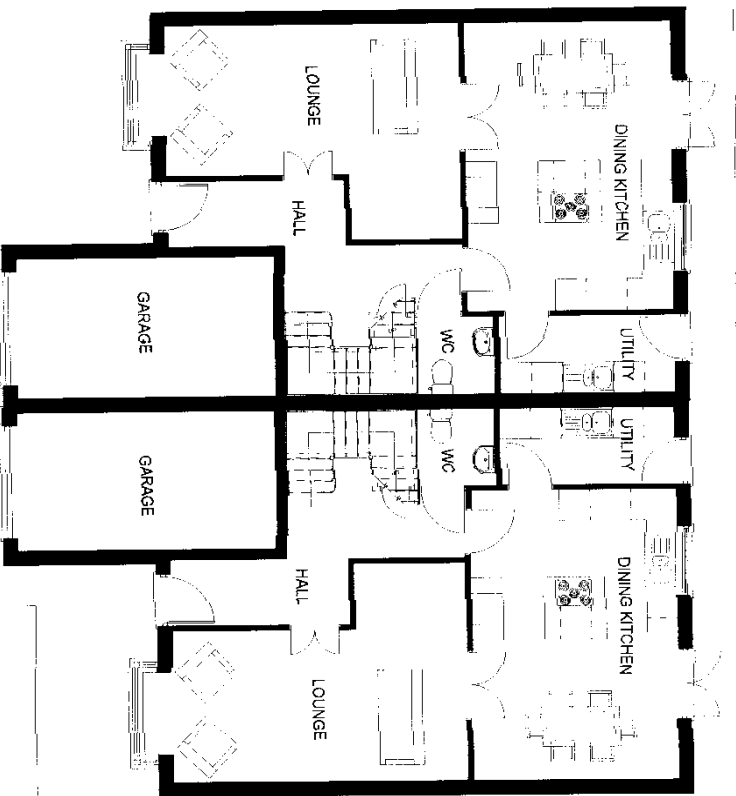 LOUNGE
DINING KITCHEN
HALL
GARAGE
WC
UTILITY
UTILITY
WC
GARAGE
HALL
DINING KITCHEN
LOUNGE